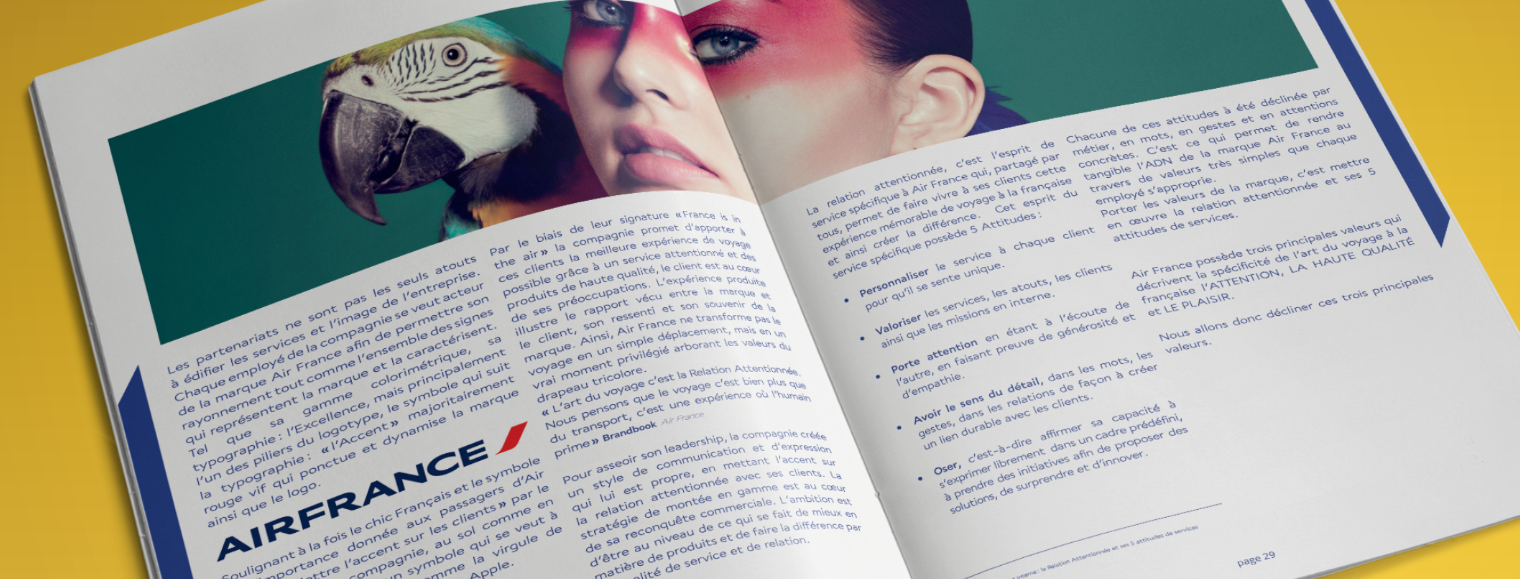 Les partenariats ne sont pas les seuls atouts
à édifier les services et l'image de l'entreprise.
Chaque employé de la compagnie se veut acteur
de la marque Air France afin de permettre son
rayonnement tout comme l'ensemble des signes
qui représentent la marque et la caractérisent.
Tel que sa gamme colorimétrique, sa
typographie : l'Excellence, mais principalement
l'un des piliers du logotype, le symbole qui suit
la typographie : «l'Accent» majoritairement
rouge vif qui ponctue et dynamise la marque
ainsi que le logo.
AIRFRANCE
Soulignant à la fois le chic Français et le symbole
importance donnée aux passagers d'Air
ettre l'accent sur les clients» par le
compagnie, au sol comme en
un symbole qui se veut à
omme la virgule de
Apple.
Par le biais de leur signature «France is in
the air» la compagnie promet d'apporter à
ces clients la meilleure expérience de voyage
possible grâce à un service attentionné et des
produits de haute qualité, le client est au cœur
de ses préoccupations. L'expérience produite
illustre le rapport vécu entre la marque et
le client, son ressenti et son souvenir de la
marque. Ainsi, Air France ne transforme pas le
voyage en un simple déplacement, mais en un
vrai moment privilégié arborant les valeurs du
drapeau tricolore.
«L'art du voyage c'est la Relation Attentionnée.
Nous pensons que le voyage c'est bien plus que
du transport, c'est une expérience où l'humain
prime» Brandbook Air France
Pour asseoir son leadership, la compagnie créée
un style de communication et d'expression
qui lui est propre, en mettant l'accent sur
la relation attentionnée avec ses clients. La
stratégie de montée en gamme est au cœur
de sa reconquête commerciale. L'ambition est
d'être au niveau de ce qui se fait de mieux en
matière de produits et de faire la différence par
alité de service et de relation.
La relation attentionnée, c'est l'esprit de
service spécifique à Air France qui, partagé par
tous, permet de faire vivre à ses clients cette
expérience mémorable de voyage à la française
et ainsi créer la différence. Cet esprit du
service spécifique possède 5 Attitudes :
• Personnaliser le service à chaque client
pour qu'il se sente unique.
• Valoriser les services, les atouts, les clients
ainsi que les missions en interne.
• Porte attention en étant à l'écoute de
l'autre, en faisant preuve de générosité et
d'empathie.
• Avoir le sens du détail, dans les mots, les
gestes, dans les relations de façon à créer
un lien durable avec les clients.
• Oser, c'est-à-dire affirmer sa capacité à
s'exprimer librement dans un cadre prédéfini,
à prendre des initiatives afin de proposer des
solutions, de surprendre et d'innover.
Chacune de ces attitudes à été déclinée par
métier, en mots, en gestes et en attentions
concrètes. C'est ce qui permet de rendre
tangible l'ADN de la marque Air France au
travers de valeurs très simples que chaque
employé s'approprie.
Porter les valeurs de la marque, c'est mettre
en œuvre la relation attentionnée et ses 5
attitudes de services.
Air France possède trois principales valeurs qui
décrivent la spécificité de l'art du voyage à la
française l'ATTENTION, LA HAUTE QUALITÉ
et LE PLAISIR.
Nous allons donc décliner ces trois principales
valeurs.
interne : la Relation Attentionnée et ses 5 attitudes de services
page 29